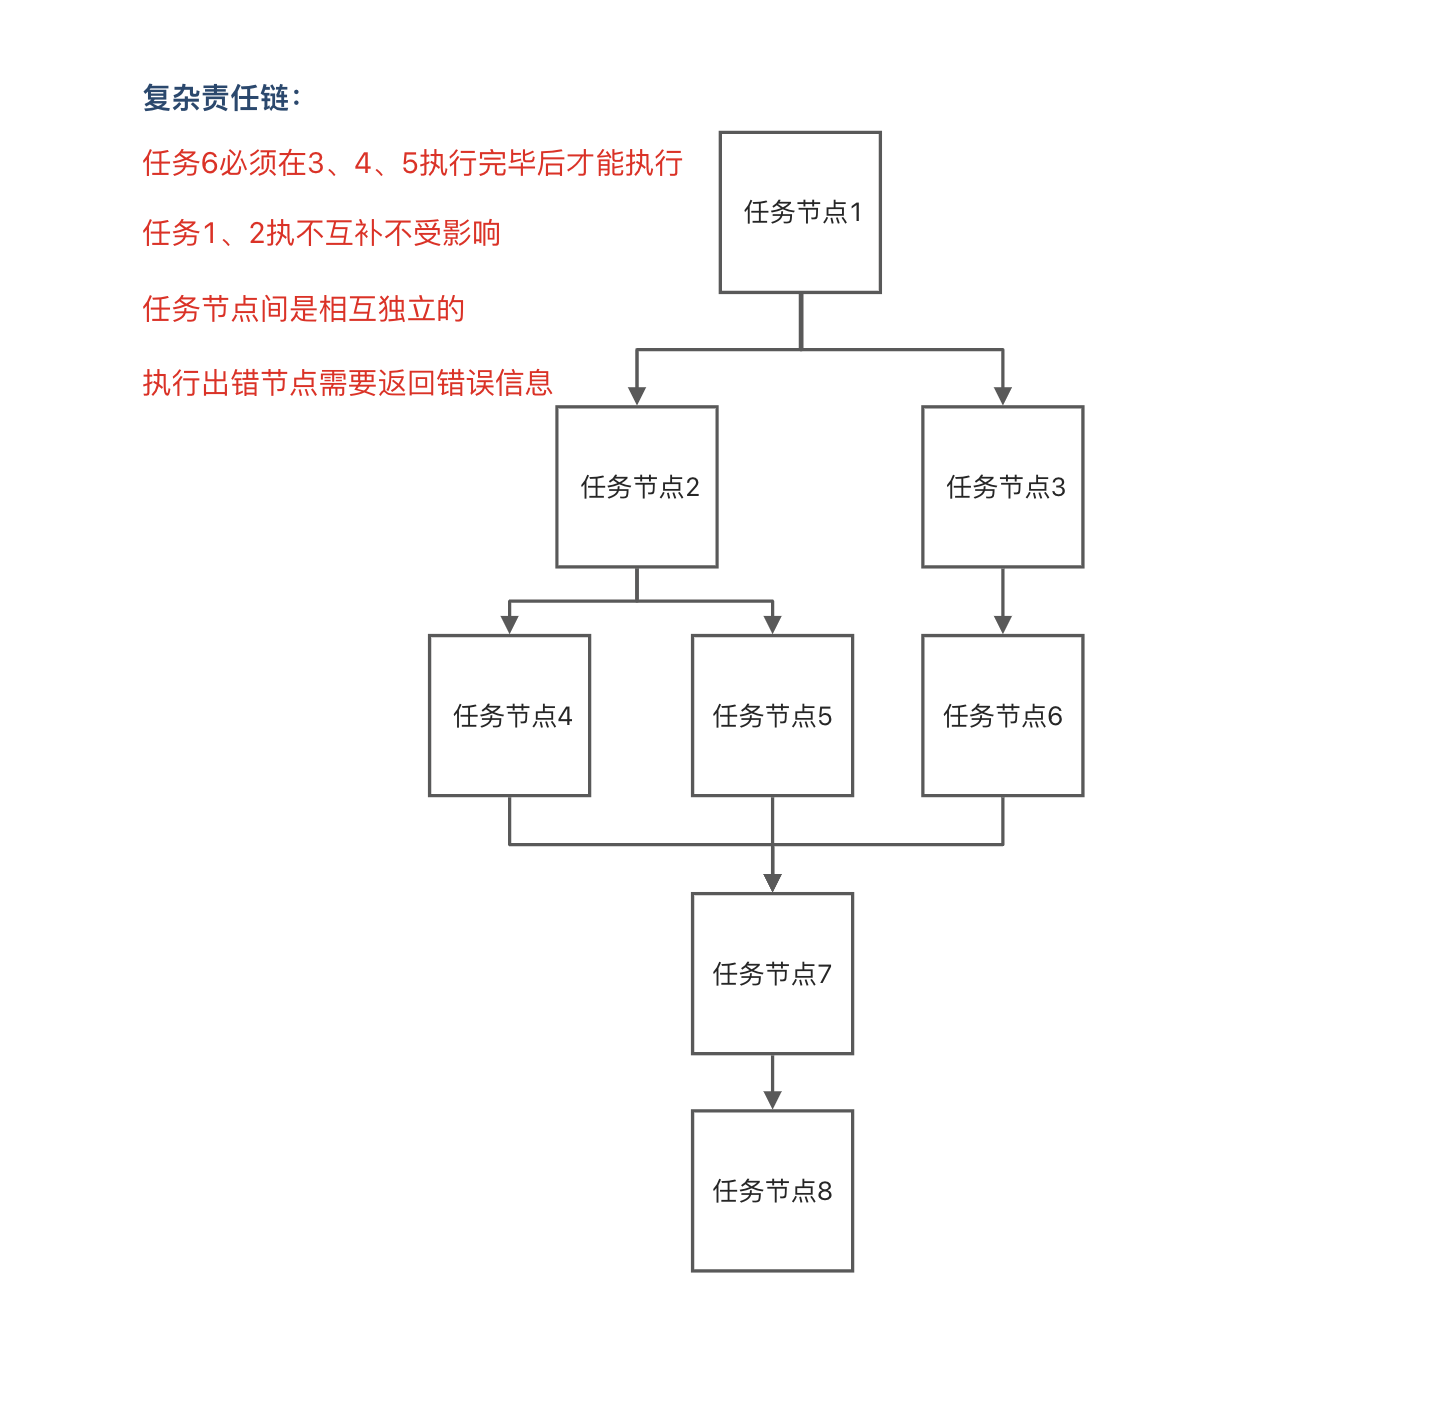 复杂责任链：
任务6必须在3、4、5执行完毕后才能执行
任务1、2执不互补不受影响
任务节点间是相互独立的
执行出错节点需要返回错误信息
任务节点1
任务节点2
任务节点3
任务节点4
任务节点5
任务节点6
任务节点7
任务节点8